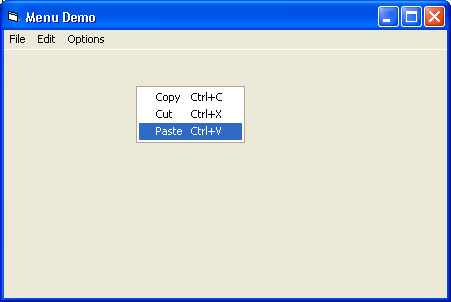 Menu Demo
File Edit Options
Copy Ctrl+C
Cut Ctrl+X
Paste Ctrl+V